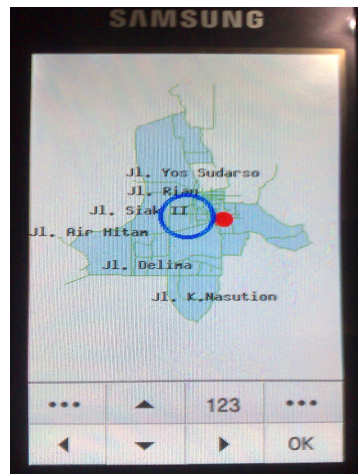 SAMSUNG
Jl. Yos Sudarso
Jl. Riau
Jl. Siak II
Jl. Air Hitam
Jl. Delima
Jl. K.Nasution
...
123
...
OK